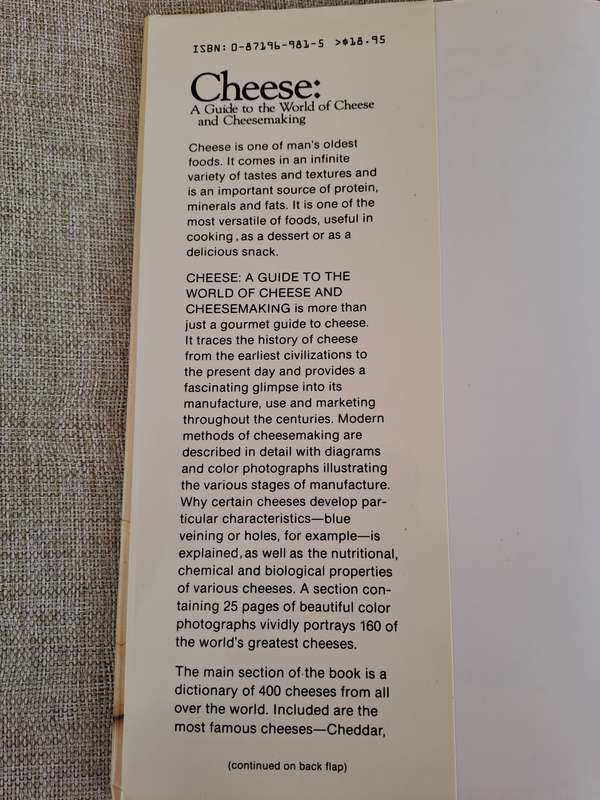 ISBN: 0-87196-981-5 >$18.95
Cheese:
A Guide to the World of Cheese
and Cheesemaking
Cheese is one of man's oldest
foods. It comes in an infinite
variety of tastes and textures and
is an important source of protein,
minerals and fats. It is one of the
most versatile of foods, useful in
cooking, as a dessert or as a
delicious snack.
CHEESE: A GUIDE TO THE
WORLD OF CHEESE AND
CHEESEMAKING is more than
just a gourmet guide to cheese.
It traces the history of cheese
from the earliest civilizations to
the present day and provides a
fascinating glimpse into its
manufacture, use and marketing
throughout the centuries. Modern
methods of cheesemaking are
described in detail with diagrams
and color photographs illustrating
the various stages of manufacture.
Why certain cheeses develop par-
ticular characteristics—blue
veining or holes, for example—is
explained, as well as the nutritional,
chemical and biological properties
of various cheeses. A section con-
taining 25 pages of beautiful color
photographs vividly portrays 160 of
the world's greatest cheeses.
The main section of the book is a
dictionary of 400 cheeses from all
over the world. Included are the
most famous cheeses—Cheddar,
(continued on back flap)